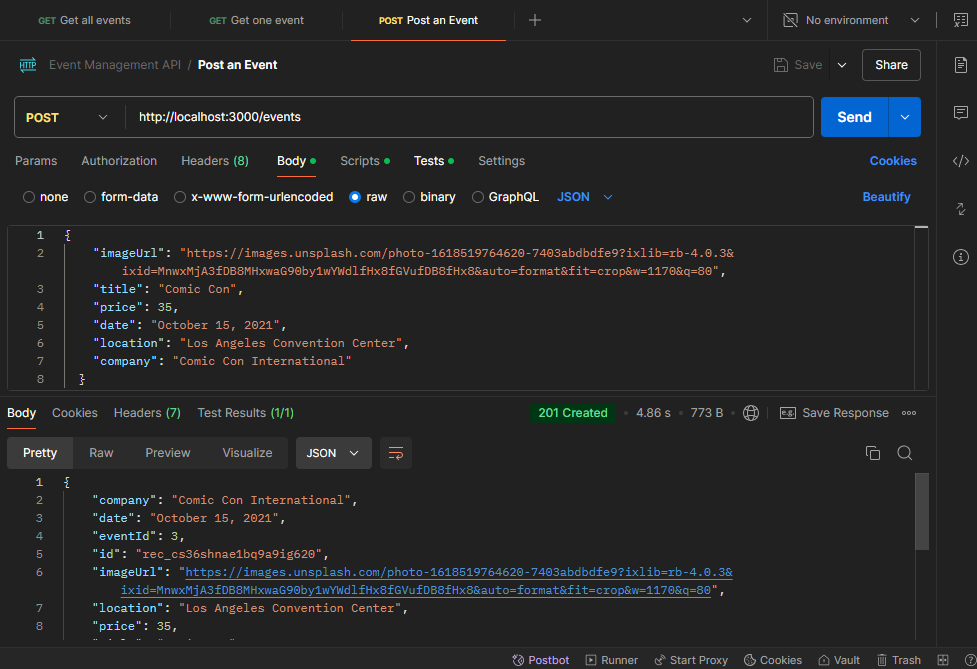 GET Get all events
GET Get one event
POST Post an Event
No environment
HTTP Event Management API / Post an Event
Save
Share
POST
http://localhost:3000/events
Send
Params Authorization Headers (8) Body Scripts Tests Settings Cookies
none form-data x-www-form-urlencoded raw binary GraphQL JSON Beautify
1 {
2 "imageUrl": "https://images.unsplash.com/photo-1618519764620-7403abdbdfe9?ixlib=rb-4.0.3&
ixid=MnwxMjA3fDB8MHxwaG90by1wYWdlfHx8fGVufDB8fHx8&auto=format&fit=crop&w=1170&q=80",
3 "title": "Comic Con",
4 "price": 35,
5 "date": "October 15, 2021",
6 "location": "Los Angeles Convention Center",
7 "company": "Comic Con International"
8 }
Body Cookies Headers (7) Test Results (1/1) 201 Created 4.86 s 773 B e.g. Save Response
Pretty Raw Preview Visualize JSON
1 {
2 "company": "Comic Con International",
3 "date": "October 15, 2021",
4 "eventId": 3,
5 "id": "rec_cs36shnae1bq9a9ig620",
6 "imageUrl": "https://images.unsplash.com/photo-1618519764620-7403abdbdfe9?ixlib=rb-4.0.3&
ixid=MnwxMjA3fDB8MHxwaG90by1wYWdlfHx8fGVufDB8fHx8&auto=format&fit=crop&w=1170&q=80",
7 "location": "Los Angeles Convention Center",
8 "price": 35,
Postbot Runner Start Proxy Cookies Vault Trash